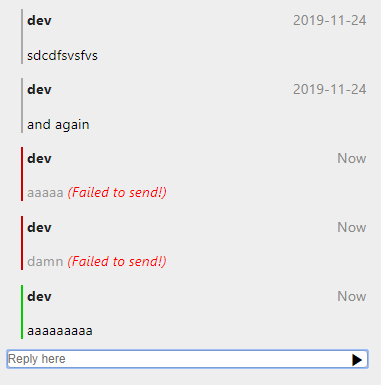 dev 2019-11-24
sdcdfsvsfvs
dev 2019-11-24
and again
dev Now
aaaaa (Failed to send!)
dev Now
damn (Failed to send!)
dev Now
aaaaaaaaa
Reply here